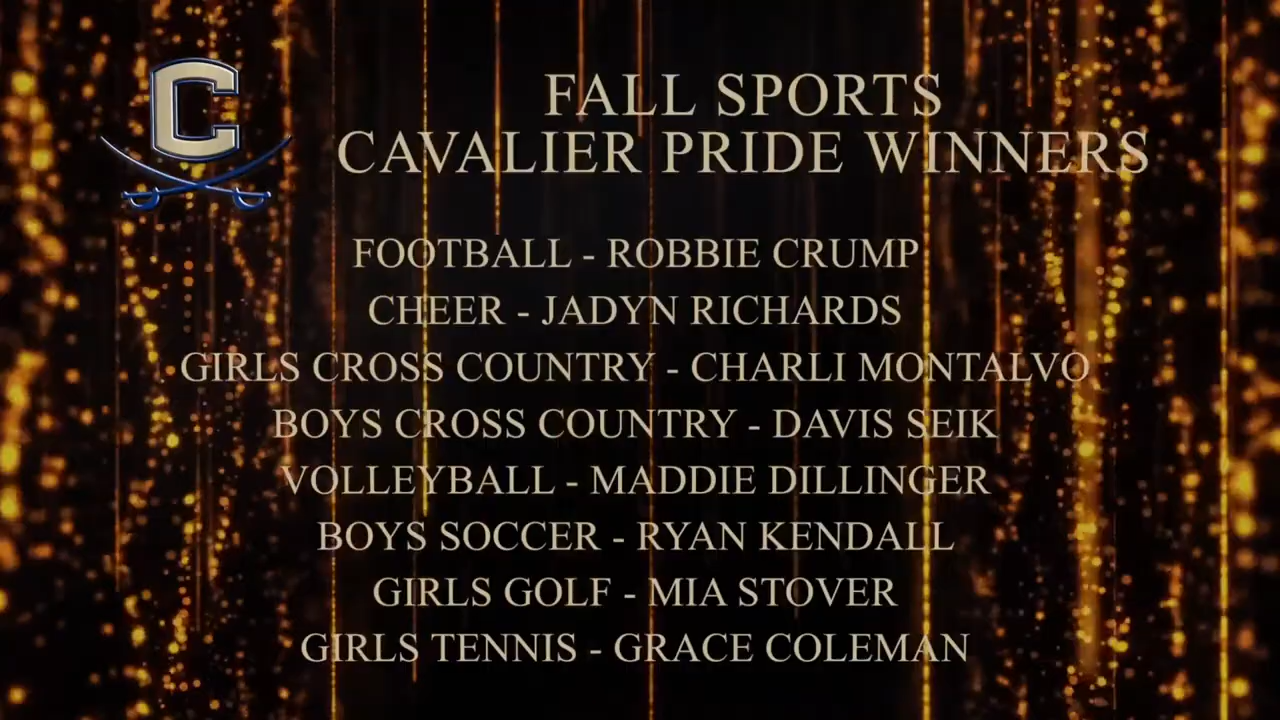 C
FALL SPORTS
CAVALIER PRIDE WINNERS
FOOTBALL - ROBBIE CRUMP
CHEER - JADYN RICHARDS
GIRLS CROSS COUNTRY - CHARLI MONTALVO
BOYS CROSS COUNTRY - DAVIS SEIK
VOLLEYBALL - MADDIE DILLINGER
BOYS SOCCER - RYAN KENDALL
GIRLS GOLF - MIA STOVER
GIRLS TENNIS - GRACE COLEMAN